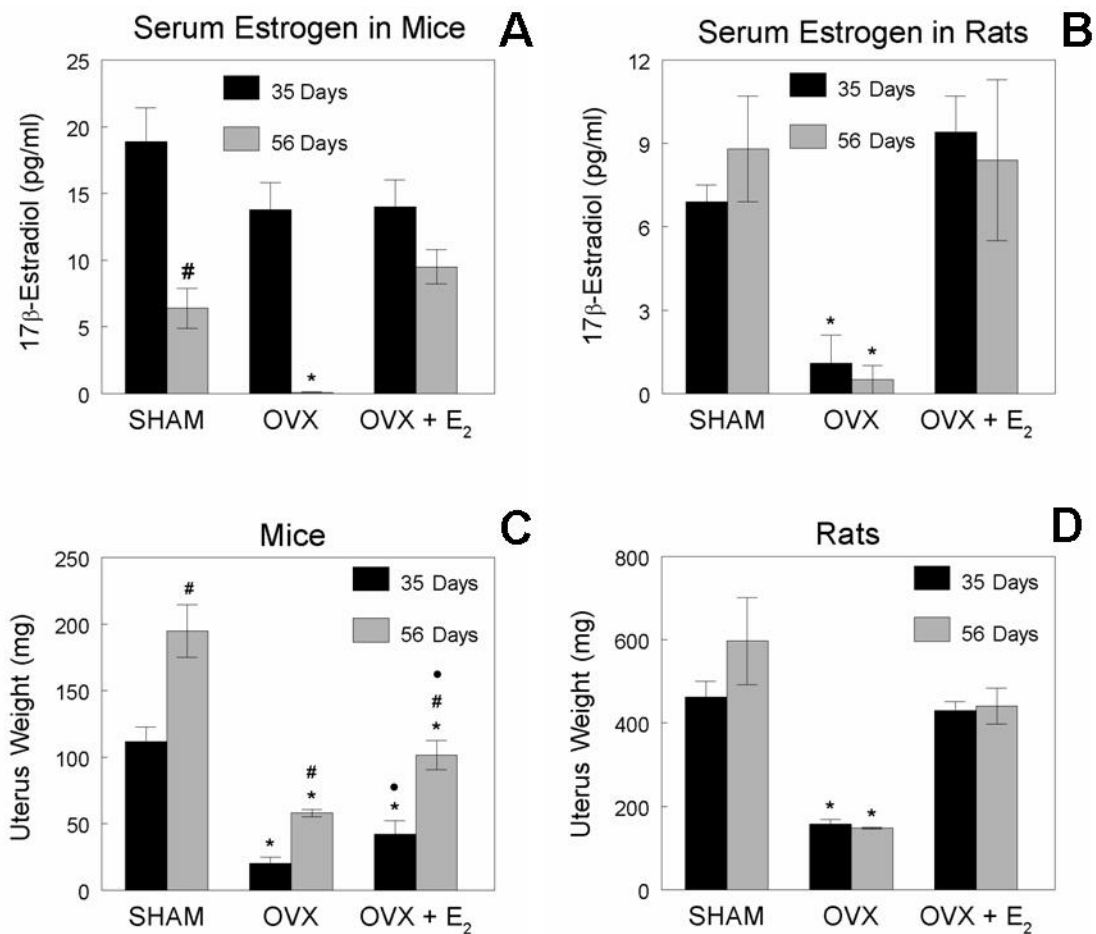 Serum Estrogen in Mice
A
17β-Estradiol (pg/ml)
25
20
15
10
5
0
35 Days
56 Days
#
*
SHAM
OVX
OVX + E₂
Serum Estrogen in Rats
B
17β-Estradiol (pg/ml)
12
9
6
3
0
35 Days
56 Days
*
*
SHAM
OVX
OVX + E₂
Mice
C
Uterus Weight (mg)
250
200
150
100
50
0
35 Days
56 Days
#
*
#
*
•
*
•
#
*
SHAM
OVX
OVX + E₂
Rats
D
Uterus Weight (mg)
800
600
400
200
0
35 Days
56 Days
*
*
SHAM
OVX
OVX + E₂